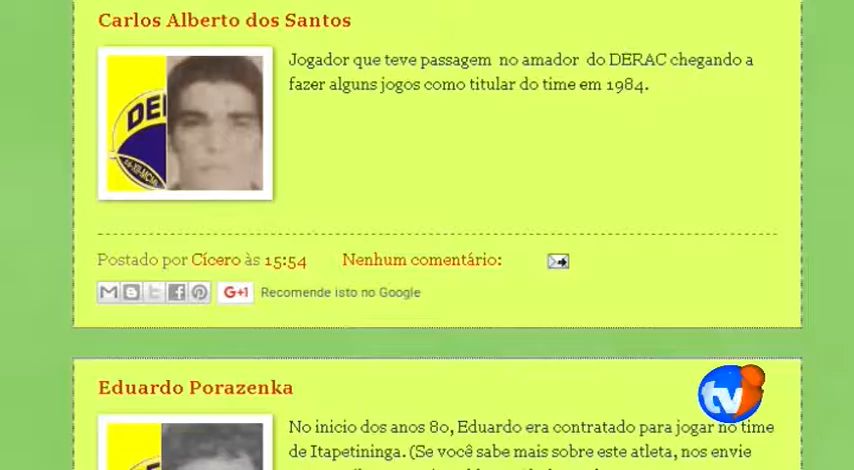 Carlos Alberto dos Santos
Jogador que teve passagem no amador do DERAC chegando a
fazer alguns jogos como titular do time em 1984.
Postado por Cícero às 15:54 Nenhum comentário:
G+1 Recomende isto no Google
Eduardo Porazenka
tv
No inicio dos anos 80, Eduardo era contratado para jogar no time
de Itapetininga. (Se você sabe mais sobre este atleta, nos envie